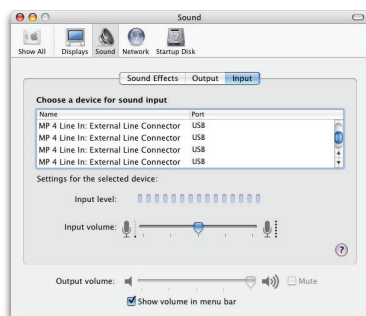 Sound
Show All Displays Sound Network Startup Disk
Sound Effects Output Input
Choose a device for sound input
Name Port
MP 4 Line In: External Line Connector USB
MP 4 Line In: External Line Connector USB
MP 4 Line In: External Line Connector USB
MP 4 Line In: External Line Connector USB
Settings for the selected device:
Input level:
Input volume:
?
Output volume: Mute
Show volume in menu bar